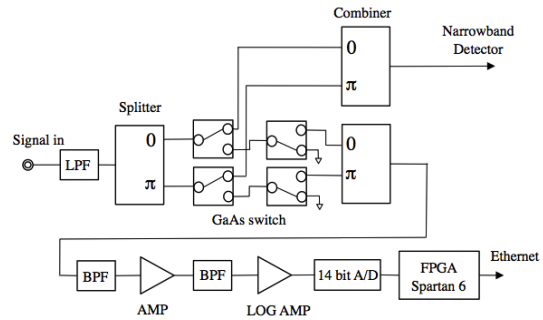 Combiner
Narrowband
Detector
0
π
Splitter
Signal in
LPF
0
π
0
π
GaAs switch
BPF
AMP
BPF
LOG AMP
14 bit A/D
FPGA
Spartan 6
Ethernet